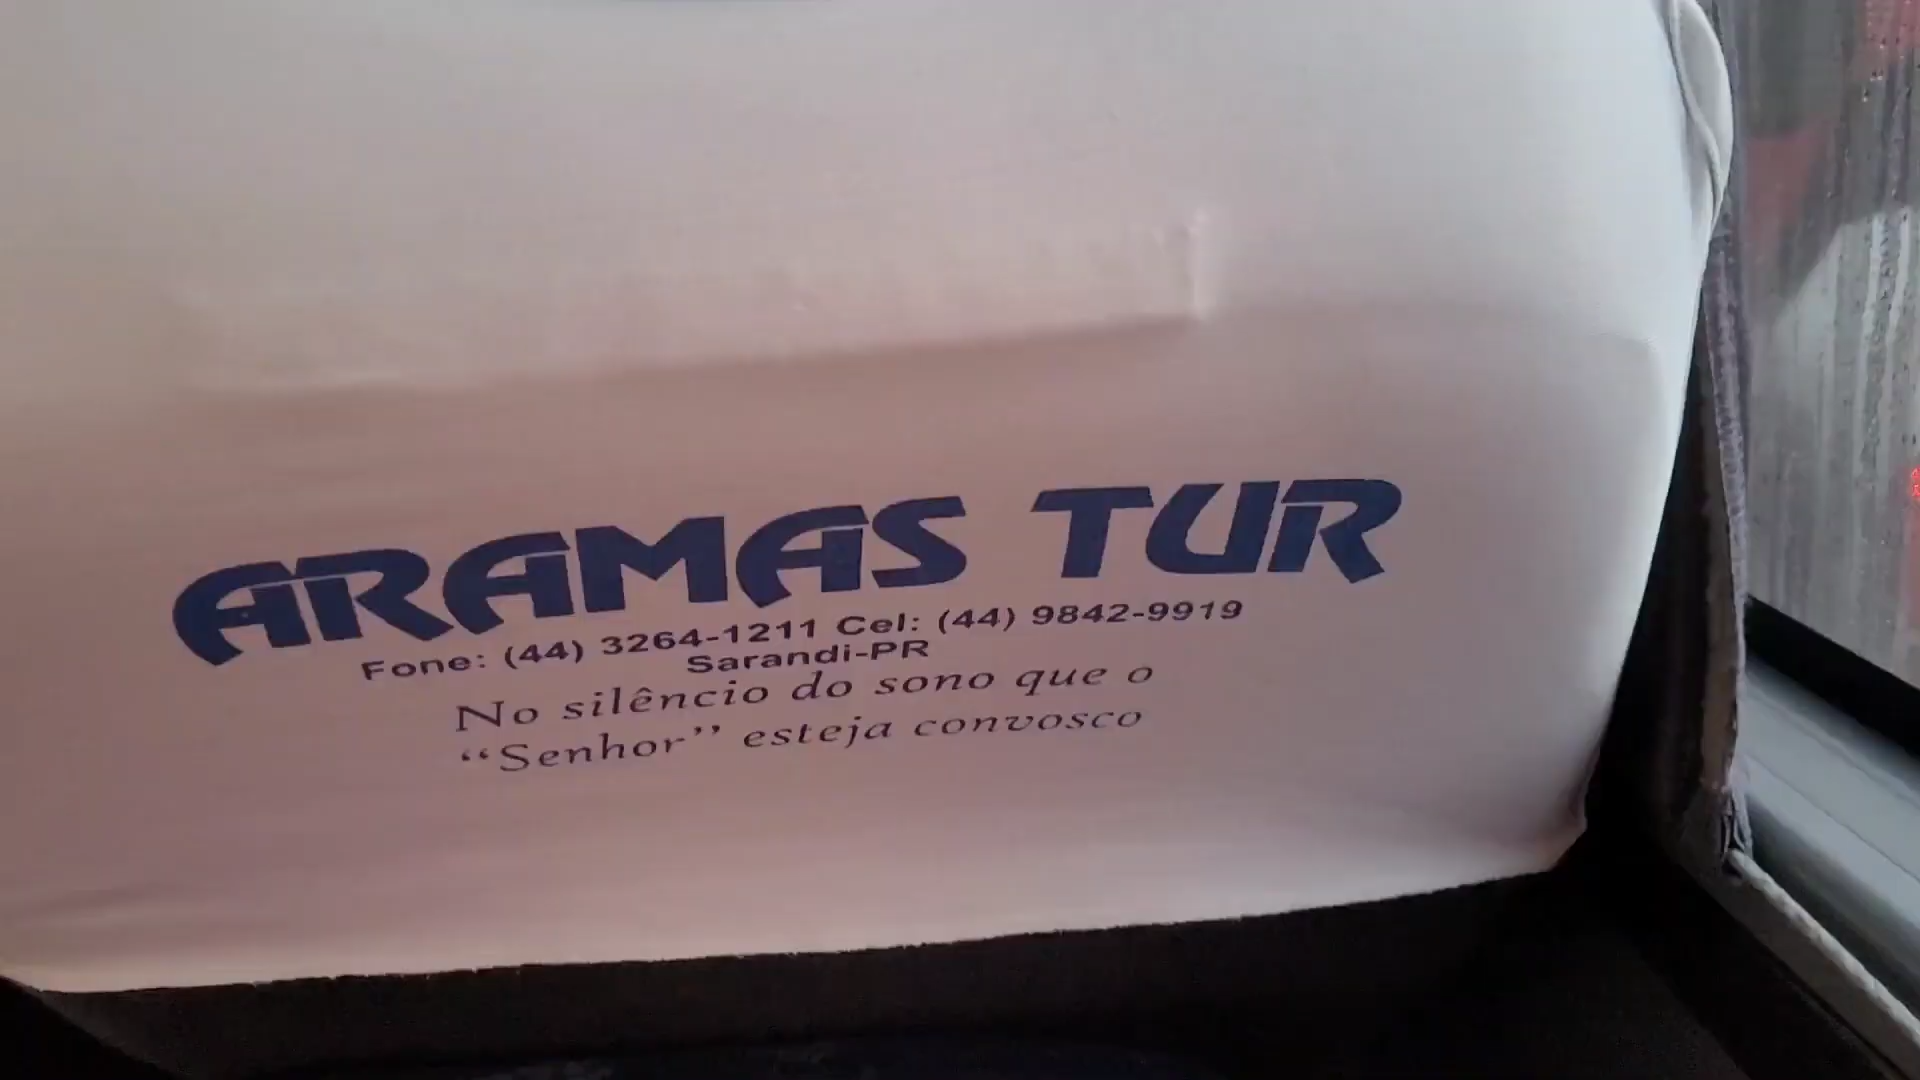 ARAMAS TUR
Fone: (44) 3264-1211 Cel: (44) 9842-9919
Sarandi-PR
No silêncio do sono que o
“Senhor” esteja convosco